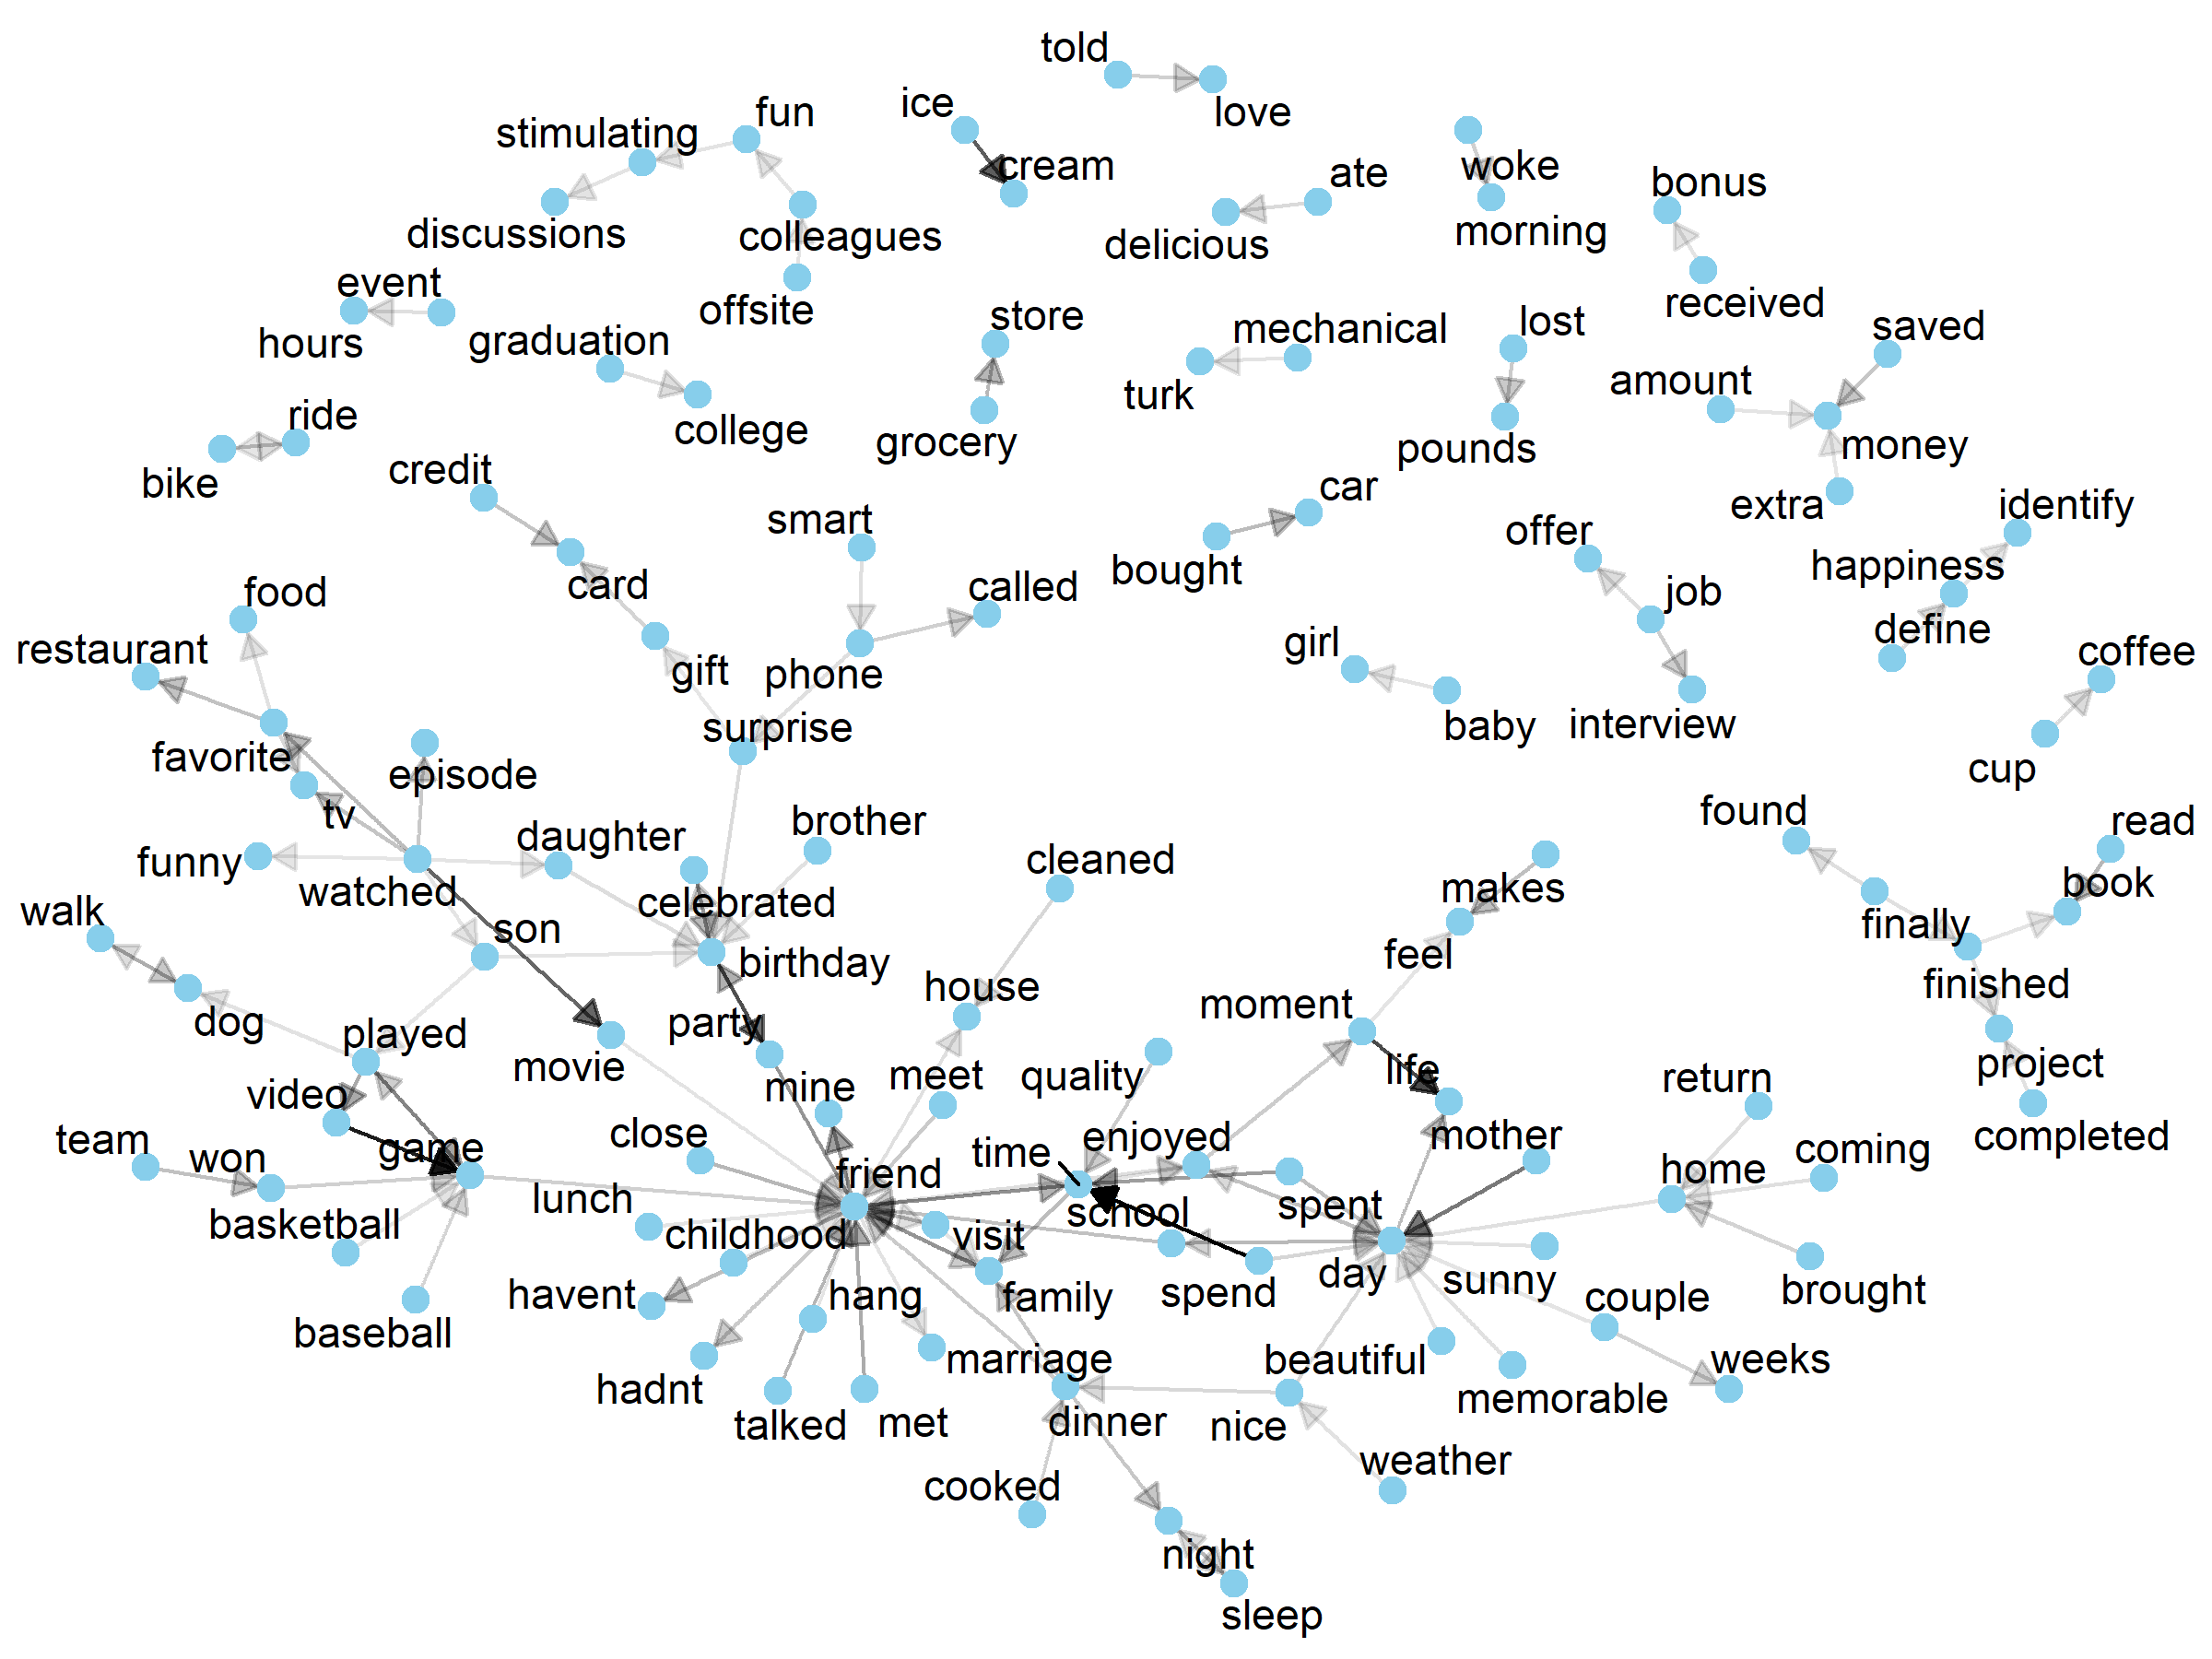 told
ice
love
fun
stimulating
cream
ate
woke
bonus
discussions
colleagues
delicious
morning
event
offsite
received
hours
graduation
store
mechanical
lost
saved
turk
amount
ride
college
grocery
pounds
money
bike
credit
car
extra
identify
smart
offer
happiness
bought
food
card
called
job
define
restaurant
girl
coffee
gift
phone
surprise
baby
interview
favorite
episode
cup
tv
brother
found
read
funny
daughter
cleaned
watched
celebrated
makes
book
walk
son
finally
birthday
feel
dog
house
moment
finished
played
party
movie
life
project
video
mine
meet
quality
return
team
won
game
close
time
enjoyed
mother
completed
friend
home
coming
lunch
school
spent
basketball
childhood
visit
day
sunny
havent
hang
family
spend
couple
brought
baseball
hadnt
marriage
beautiful
weeks
talked
met
dinner
nice
memorable
cooked
weather
night
sleep